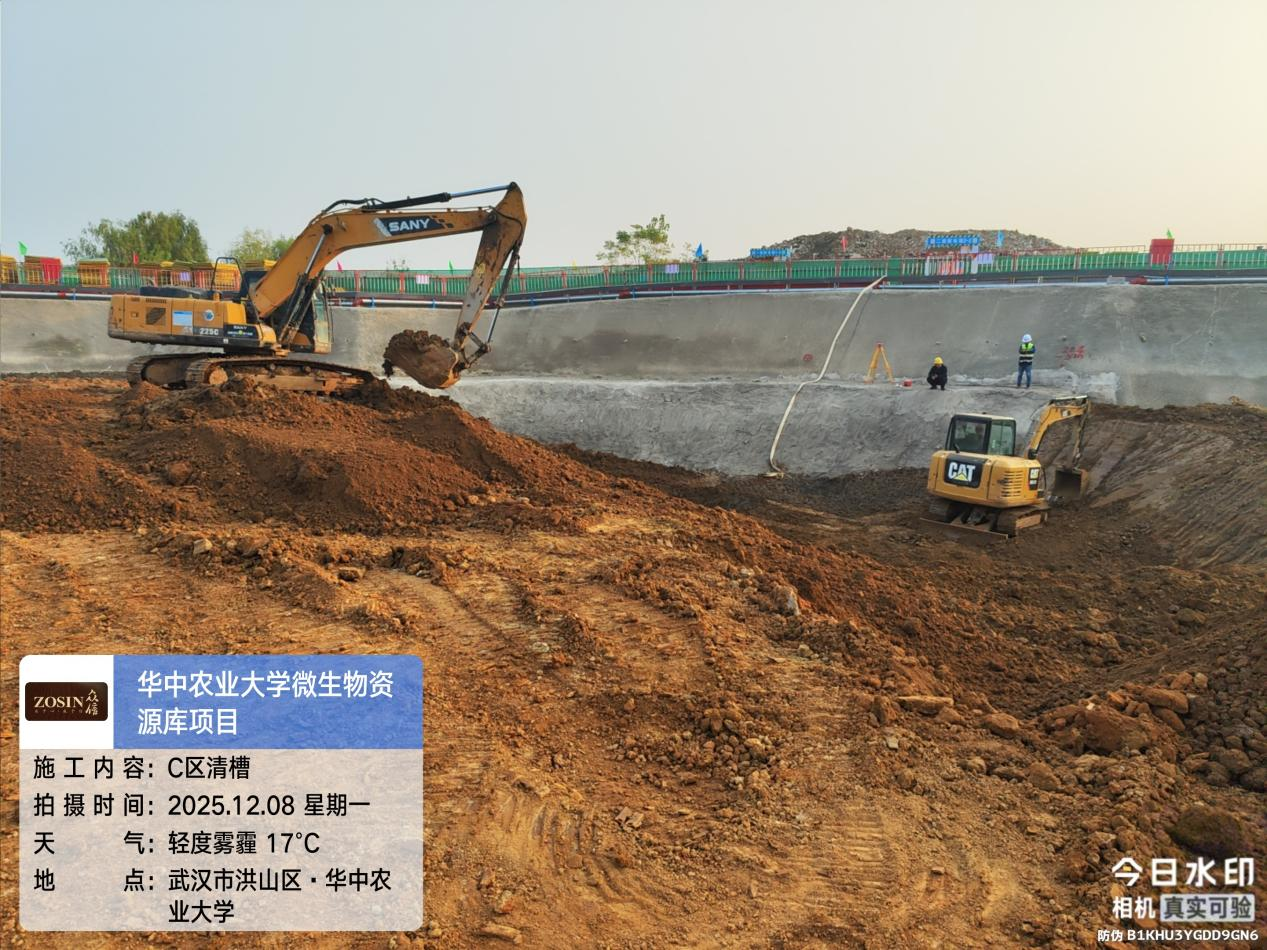 SANY
225C
CAT
CAT
ZOSIN 众信
华中农业大学微生物资
源库项目
施工内容：C区清槽
拍摄时间：2025.12.08 星期一
天气：轻度雾霾 17°C
地点：武汉市洪山区·华中农
业大学
今日水印
相机 真实可验
防伪 B1KHU3YGDD9GN6